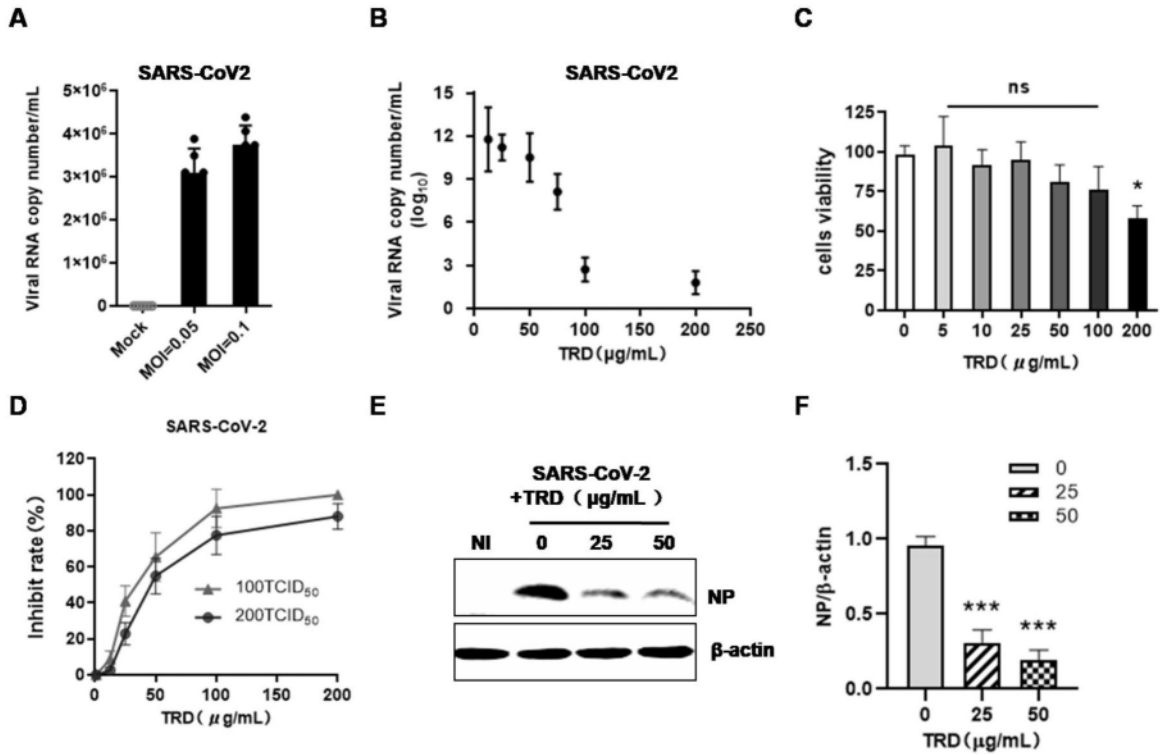 A
SARS-CoV2
Viral RNA copy number/mL
5×10⁶
4×10⁶
3×10⁶
2×10⁶
1×10⁶
0
Mock
MOI=0.05
MOI=0.1
B
SARS-CoV2
Viral RNA copy number/mL
(log₁₀)
15
12
9
6
3
0
0 50 100 150 200 250
TRD(μg/mL)
C
ns
*
cells viability
125
100
75
50
25
0
0 5 10 25 50 100 200
TRD( μg/mL)
D
SARS-CoV-2
Inhibit rate(%)
120
100
80
60
40
20
0
100TCID₅₀
200TCID₅₀
0 50 100 150 200
TRD( μg/mL)
E
SARS-CoV-2
+TRD ( μg/mL)
NI 0 25 50
NP
β-actin
F
NP/β-actin
1.5
1.0
0.5
0.0
0
25
50
***
***
0 25 50
TRD(μg/mL)